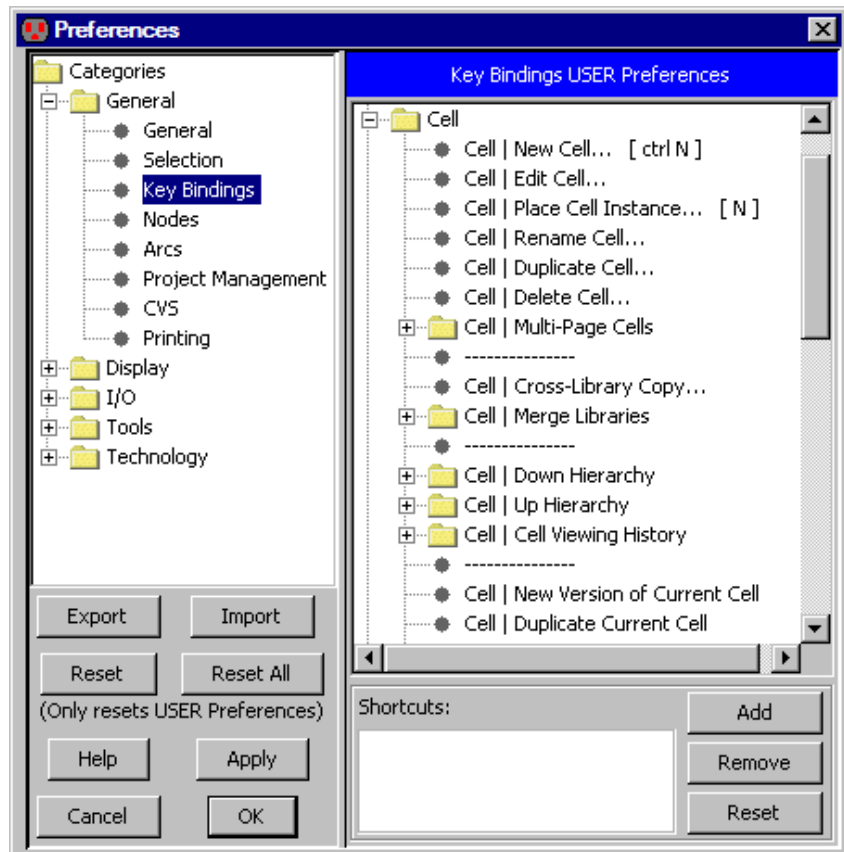 Preferences
Categories
General
General
Selection
Key Bindings
Nodes
Arcs
Project Management
CVS
Printing
Display
I/O
Tools
Technology
Export Import
Reset Reset All
(Only resets USER Preferences)
Help Apply
Cancel OK
Key Bindings USER Preferences
Cell
Cell | New Cell... [ ctrl N ]
Cell | Edit Cell...
Cell | Place Cell Instance... [ N ]
Cell | Rename Cell...
Cell | Duplicate Cell...
Cell | Delete Cell...
Cell | Multi-Page Cells
---------------
Cell | Cross-Library Copy...
Cell | Merge Libraries
---------------
Cell | Down Hierarchy
Cell | Up Hierarchy
Cell | Cell Viewing History
---------------
Cell | New Version of Current Cell
Cell | Duplicate Current Cell
Shortcuts:
Add
Remove
Reset